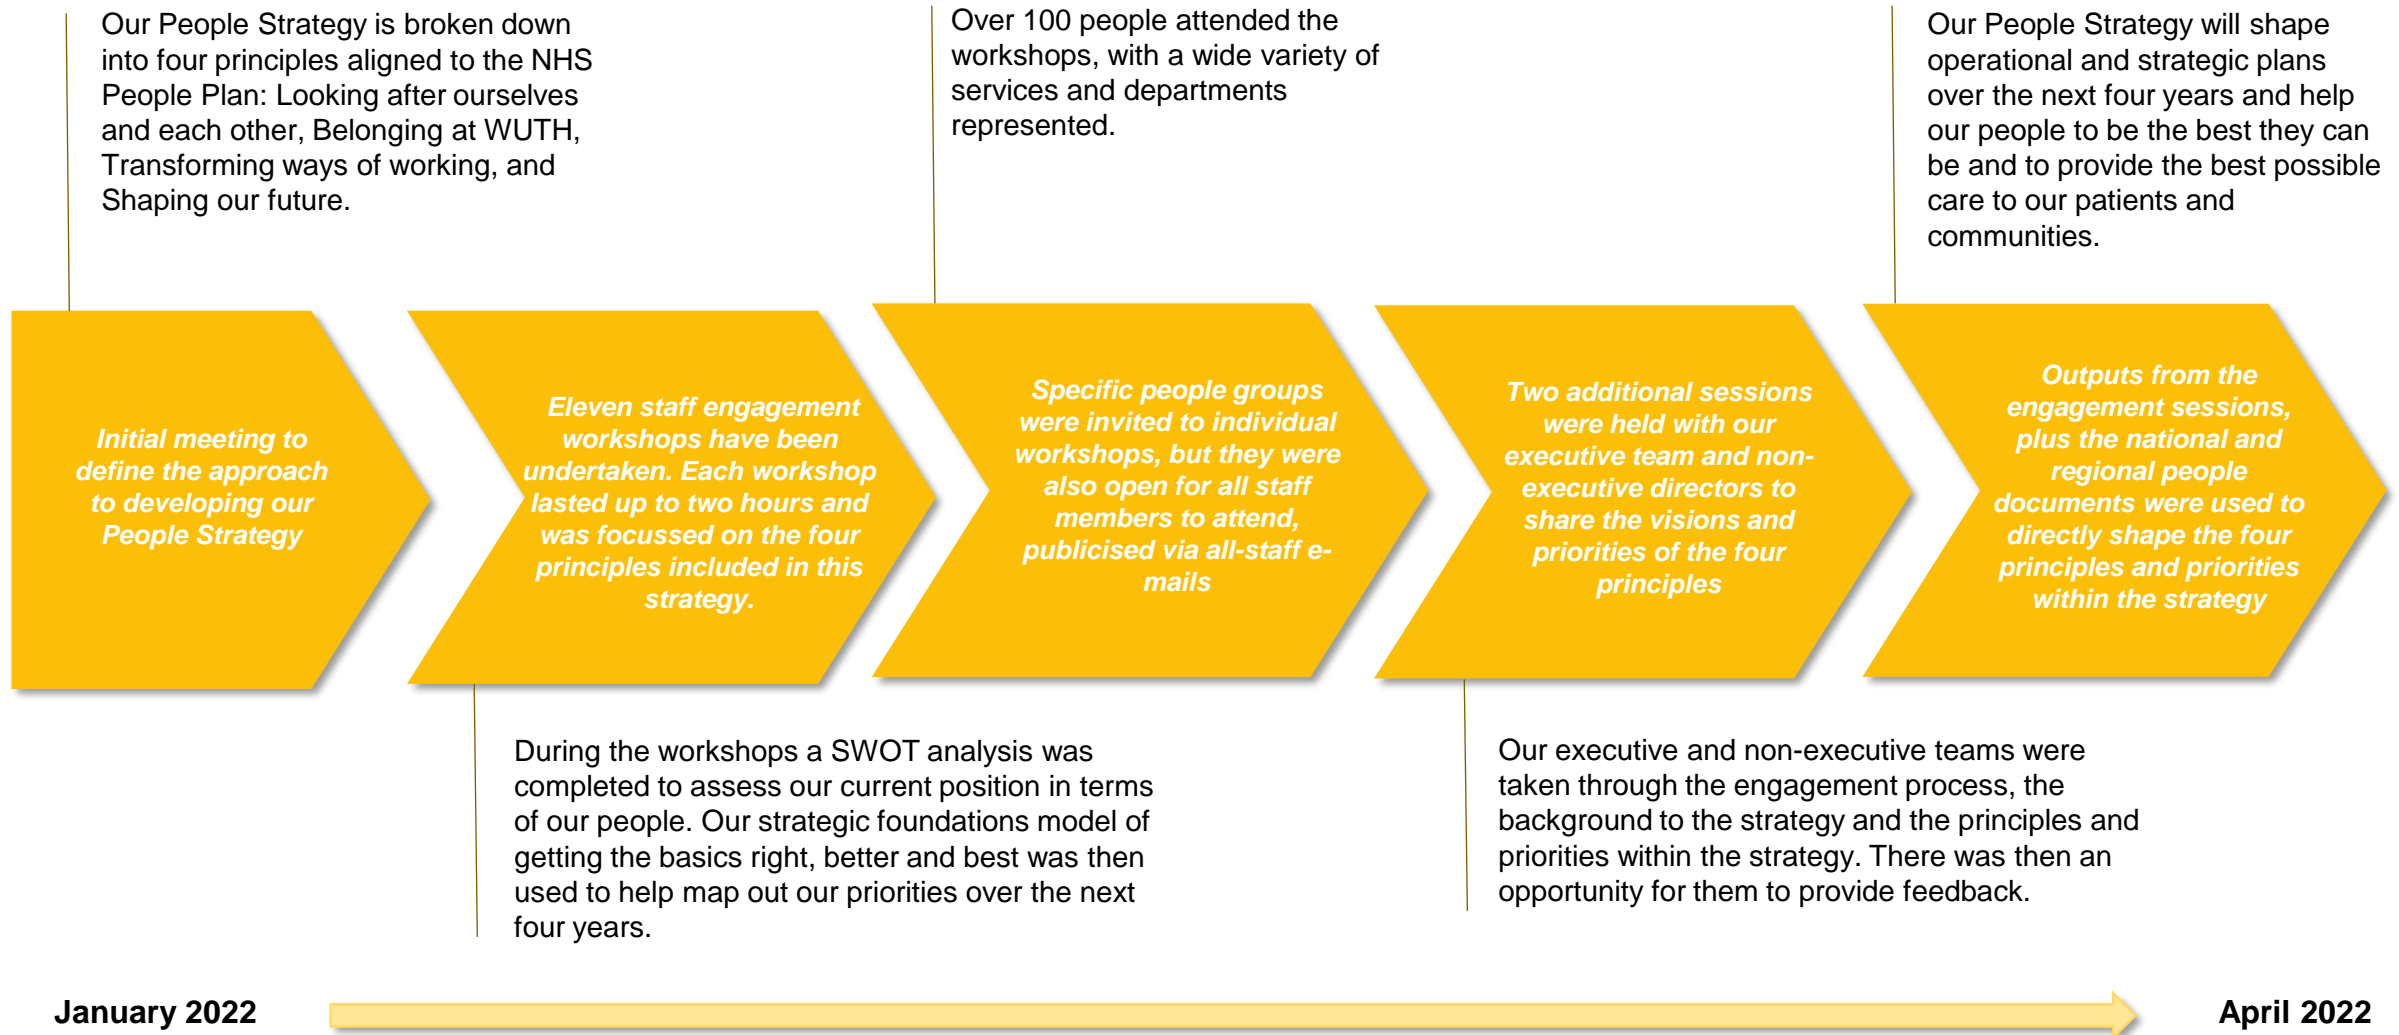 Our People Strategy is broken down
into four principles aligned to the NHS
People Plan: Looking after ourselves
and each other, Belonging at WUTH,
Transforming ways of working, and
Shaping our future.
Over 100 people attended the
workshops, with a wide variety of
services and departments
represented.
Our People Strategy will shape
operational and strategic plans
over the next four years and help
our people to be the best they can
be and to provide the best possible
care to our patients and
communities.
Initial meeting to
define the approach
to developing our
People Strategy
Eleven staff engagement
workshops have been
undertaken. Each workshop
lasted up to two hours and
was focussed on the four
principles included in this
strategy.
Specific people groups
were invited to individual
workshops, but they were
also open for all staff
members to attend,
publicised via all-staff e-
mails
Two additional sessions
were held with our
executive team and non-
executive directors to
share the visions and
priorities of the four
principles
Outputs from the
engagement sessions,
plus the national and
regional people
documents were used to
directly shape the four
principles and priorities
within the strategy
During the workshops a SWOT analysis was
completed to assess our current position in terms
of our people. Our strategic foundations model of
getting the basics right, better and best was then
used to help map out our priorities over the next
four years.
Our executive and non-executive teams were
taken through the engagement process, the
background to the strategy and the principles and
priorities within the strategy. There was then an
opportunity for them to provide feedback.
January 2022
April 2022